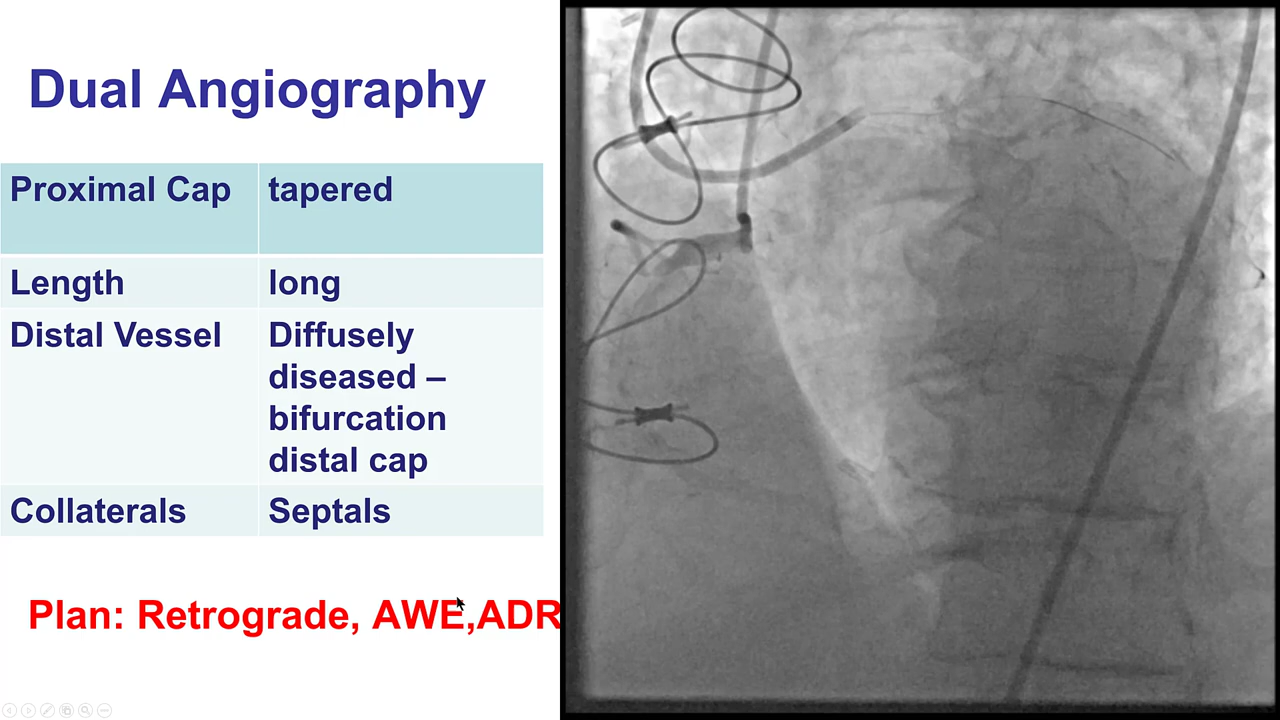 Dual Angiography
Proximal Cap tapered
Length long
Distal Vessel Diffusely
diseased –
bifurcation
distal cap
Collaterals Septals
Plan: Retrograde, AWE,ADR